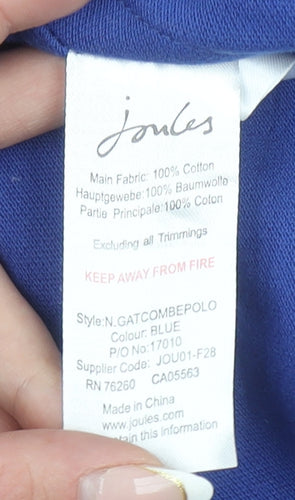 Joules
Main Fabric: 100% Cotton
Hauptgewebe:100% Baumwolle
Partie Principale:100% Coton
Excluding all Trimmings
KEEP AWAY FROM FIRE
Style:N.GATCOMBEPOLO
Colour: BLUE
P/O No:17010
Supplier Code: JOU01-F28
RN 76260 CA05563
Made in China
www.joules.com
this information